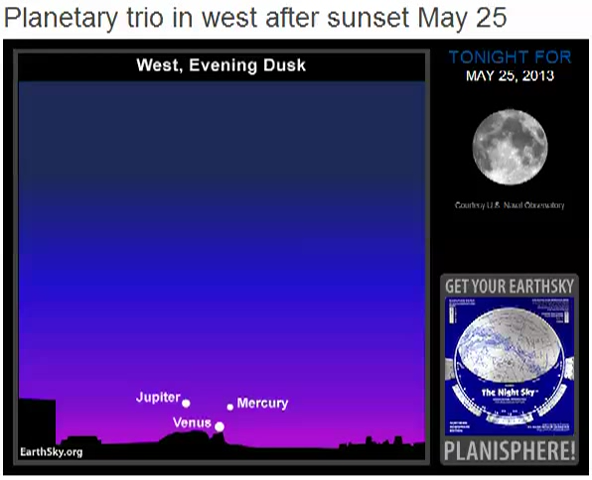 Planetary trio in west after sunset May 25
West, Evening Dusk
Jupiter
Mercury
Venus
EarthSky.org
TONIGHT FOR
MAY 25, 2013
Courtesy U.S. Naval Observatory
GET YOUR EARTHSKY
The Night Sky
PLANISPHERE!